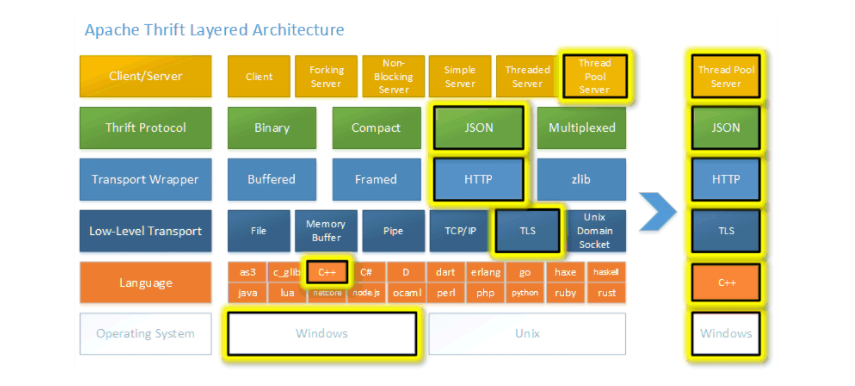 Apache Thrift Layered Architecture
Client/Server
Client
Forking
Server
Non-
Blocking
Server
Simple
Server
Threaded
Server
Thread
Pool
Server
Thread Pool
Server
Thrift Protocol
Binary
Compact
JSON
Multiplexed
JSON
Transport Wrapper
Buffered
Framed
HTTP
zlib
HTTP
Low-Level Transport
File
Memory
Buffer
Pipe
TCP/IP
TLS
Unix
Domain
Socket
TLS
Language
as3 c_glib C++ C# D dart erlang go haxe haskell
java lua netcore node.js ocaml perl php python ruby rust
C++
Operating System
Windows
Unix
Windows